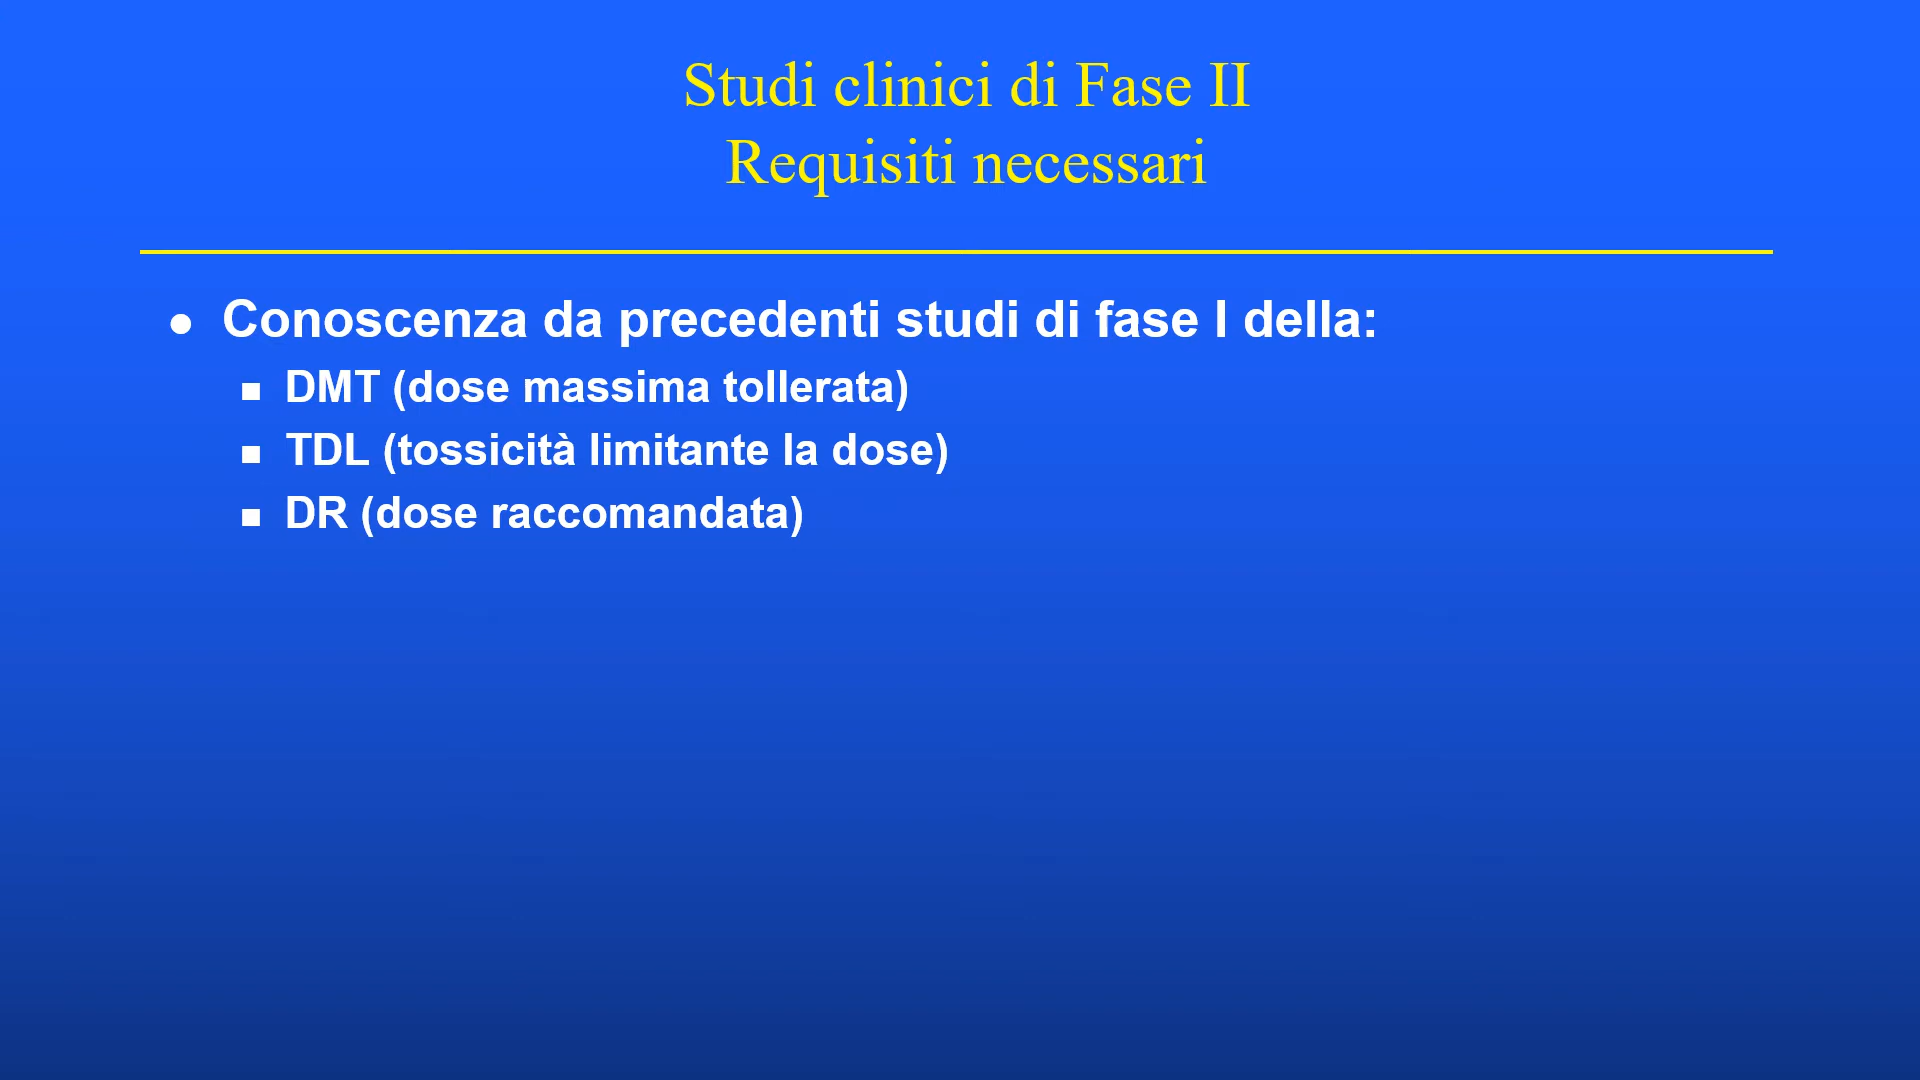 Studi clinici di Fase II
Requisiti necessari
● Conoscenza da precedenti studi di fase I della:
■ DMT (dose massima tollerata)
■ TDL (tossicità limitante la dose)
■ DR (dose raccomandata)